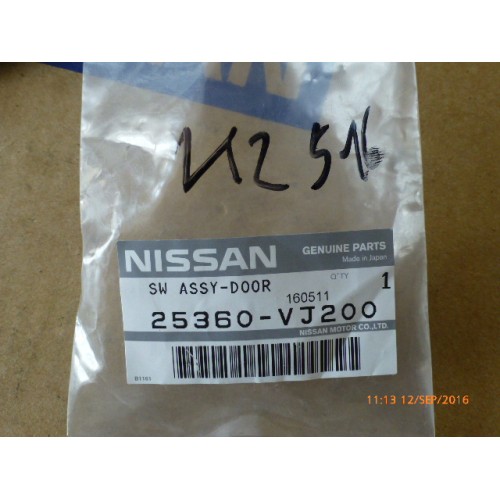 NISSAN
GENUINE PARTS
Made in Japan
SW ASSY-DOOR
Q'TY 1
160511
25360-VJ200
NISSAN MOTOR CO.,LTD.
11:13 12/SEP/2016